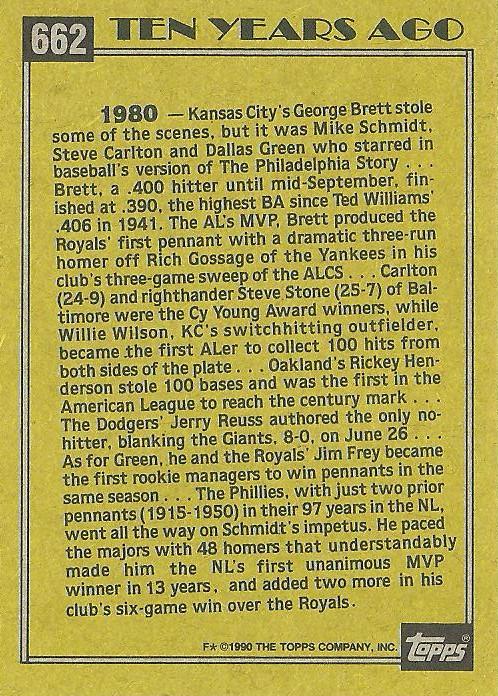 662 TEN YEARS AGO
1980 — Kansas City's George Brett stole
some of the scenes, but it was Mike Schmidt,
Steve Carlton and Dallas Green who starred in
baseball's version of The Philadelphia Story . . .
Brett, a .400 hitter until mid-September, fin-
ished at .390, the highest BA since Ted Williams'
.406 in 1941. The AL's MVP, Brett produced the
Royals' first pennant with a dramatic three-run
homer off Rich Gossage of the Yankees in his
club's three-game sweep of the ALCS . . . Carlton
(24-9) and righthander Steve Stone (25-7) of Bal-
timore were the Cy Young Award winners, while
Willie Wilson, KC's switchhitting outfielder,
became the first ALer to collect 100 hits from
both sides of the plate . . . Oakland's Rickey Hen-
derson stole 100 bases and was the first in the
American League to reach the century mark . . .
The Dodgers' Jerry Reuss authored the only no-
hitter, blanking the Giants, 8-0, on June 26 . . .
As for Green, he and the Royals' Jim Frey became
the first rookie managers to win pennants in the
same season . . . The Phillies, with just two prior
pennants (1915-1950) in their 97 years in the NL,
went all the way on Schmidt's impetus. He paced
the majors with 48 homers that understandably
made him the NL's first unanimous MVP
winner in 13 years, and added two more in his
club's six-game win over the Royals.
F* ©1990 THE TOPPS COMPANY, INC. topps®